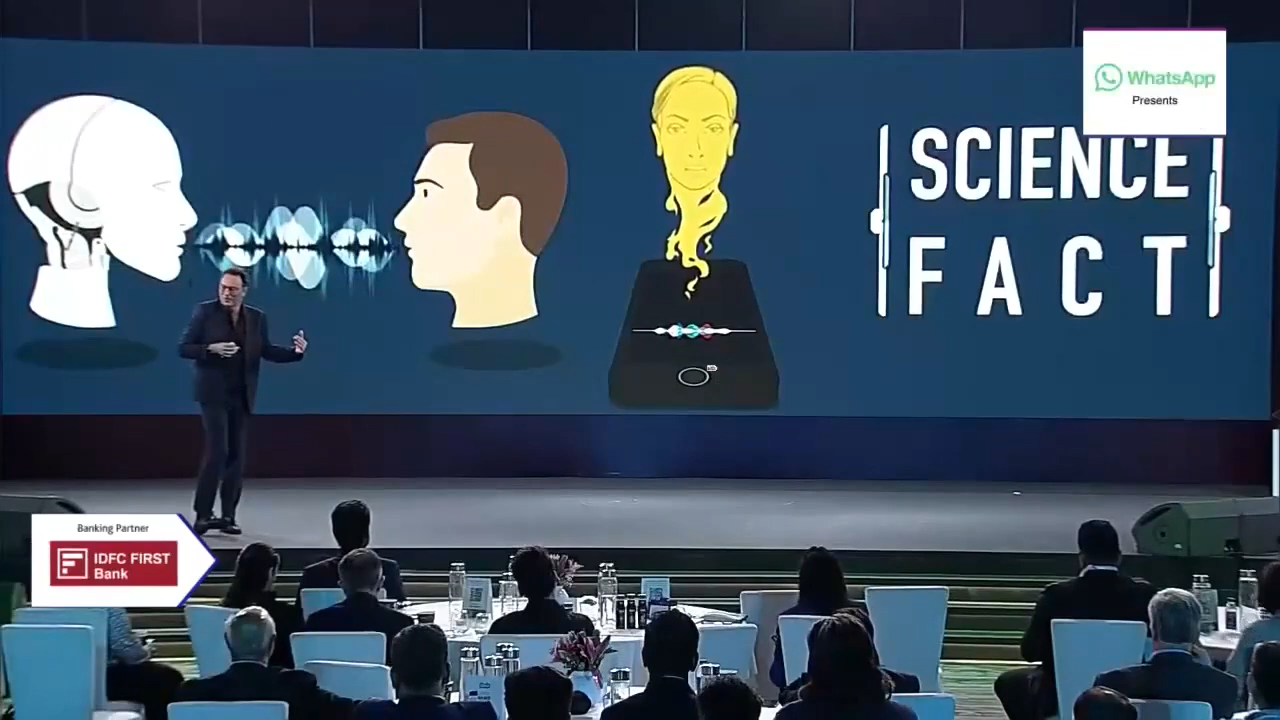 WhatsApp
Presents
SCIENCE
FACT
Banking Partner
IDFC FIRST
Bank